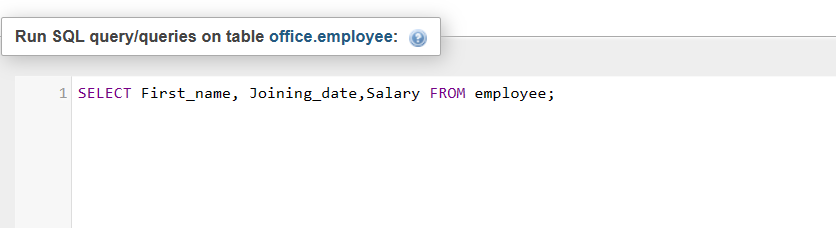 Run SQL query/queries on table office.employee:
1 SELECT First_name, Joining_date,Salary FROM employee;